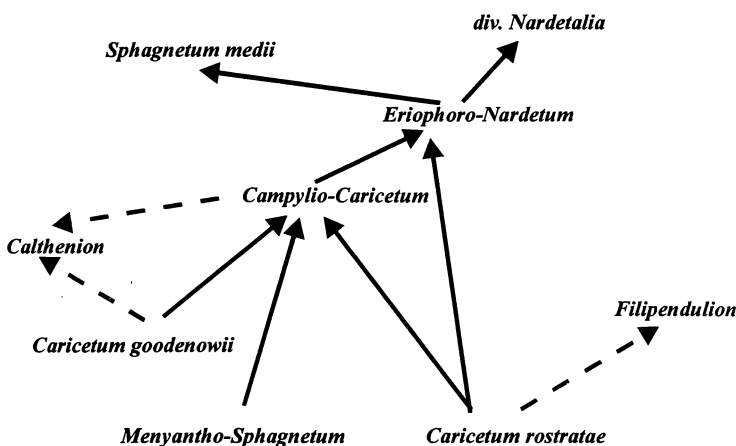 div. Nardetalia
Sphagnetum medii
Eriophoro-Nardetum
Campylio-Caricetum
Calthenion
Filipendulion
Caricetum goodenowii
Menyantho-Sphagnetum
Caricetum rostratae